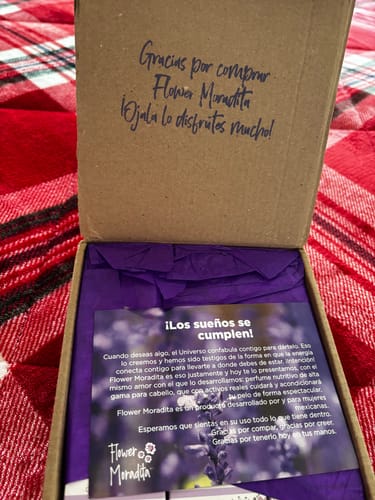 Gracias por comprar
Flower Moradita
¡Ojala lo disfrutes mucho!
¡Los sueños se
cumplen!
Cuando deseas algo, el Universo confabula contigo para dártelo. Eso
lo creemos y hemos sido testigos de la forma en que la energía
conecta contigo para llevarte a donde debes de estar. ¡Intención!
Flower Moradita es eso justamente y hoy te lo presentamos, con el
mismo amor con el que lo desarrollamos; perfume nutritivo de alta
gama para cabello, que con activos reales cuidará y acondicionará
tu pelo de forma espectacular.
Flower Moradita es un producto desarrollado por y para mujeres
mexicanas.
Esperamos que sientas en su uso todo lo que tiene dentro.
Gracias por compar, gracias por creer.
Gracias por tenerlo hoy en tus manos.
Flower
Moradita